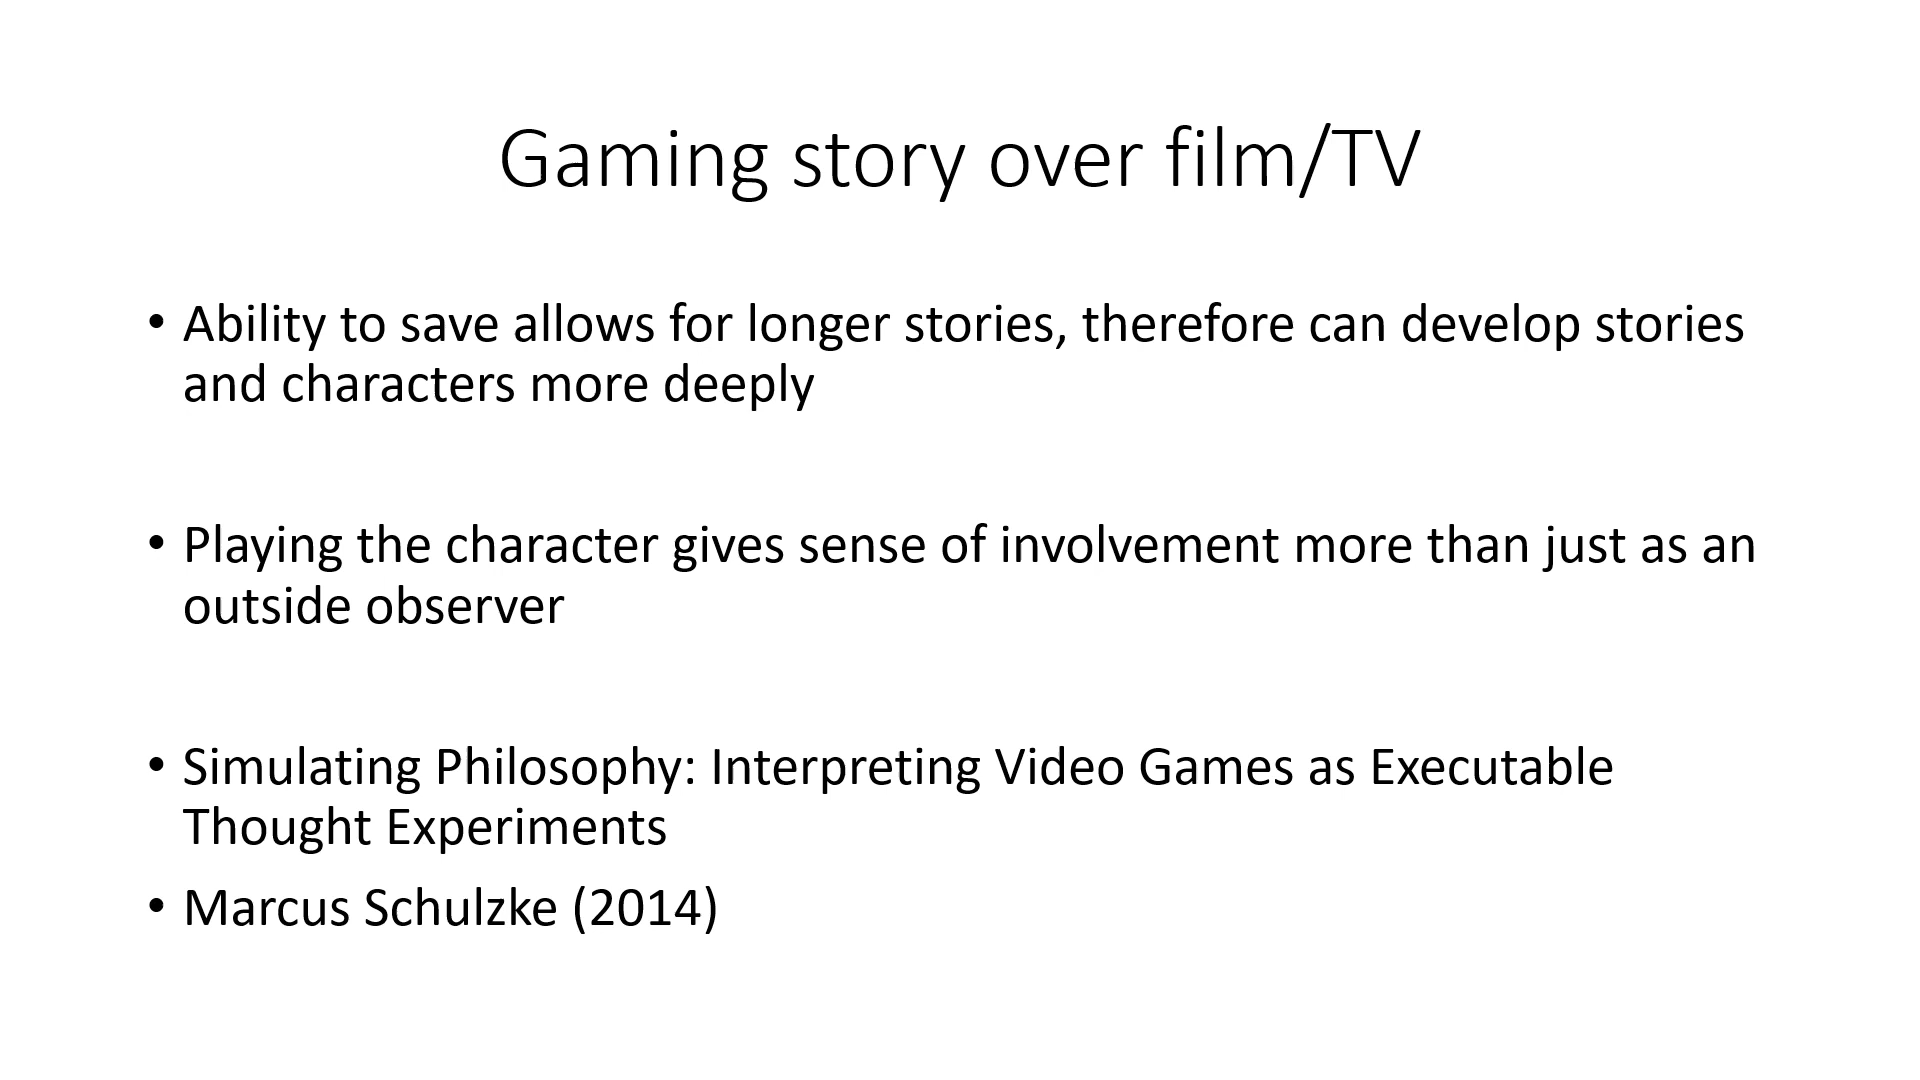 Gaming story over film/TV
• Ability to save allows for longer stories, therefore can develop stories
and characters more deeply
• Playing the character gives sense of involvement more than just as an
outside observer
• Simulating Philosophy: Interpreting Video Games as Executable
Thought Experiments
• Marcus Schulzke (2014)